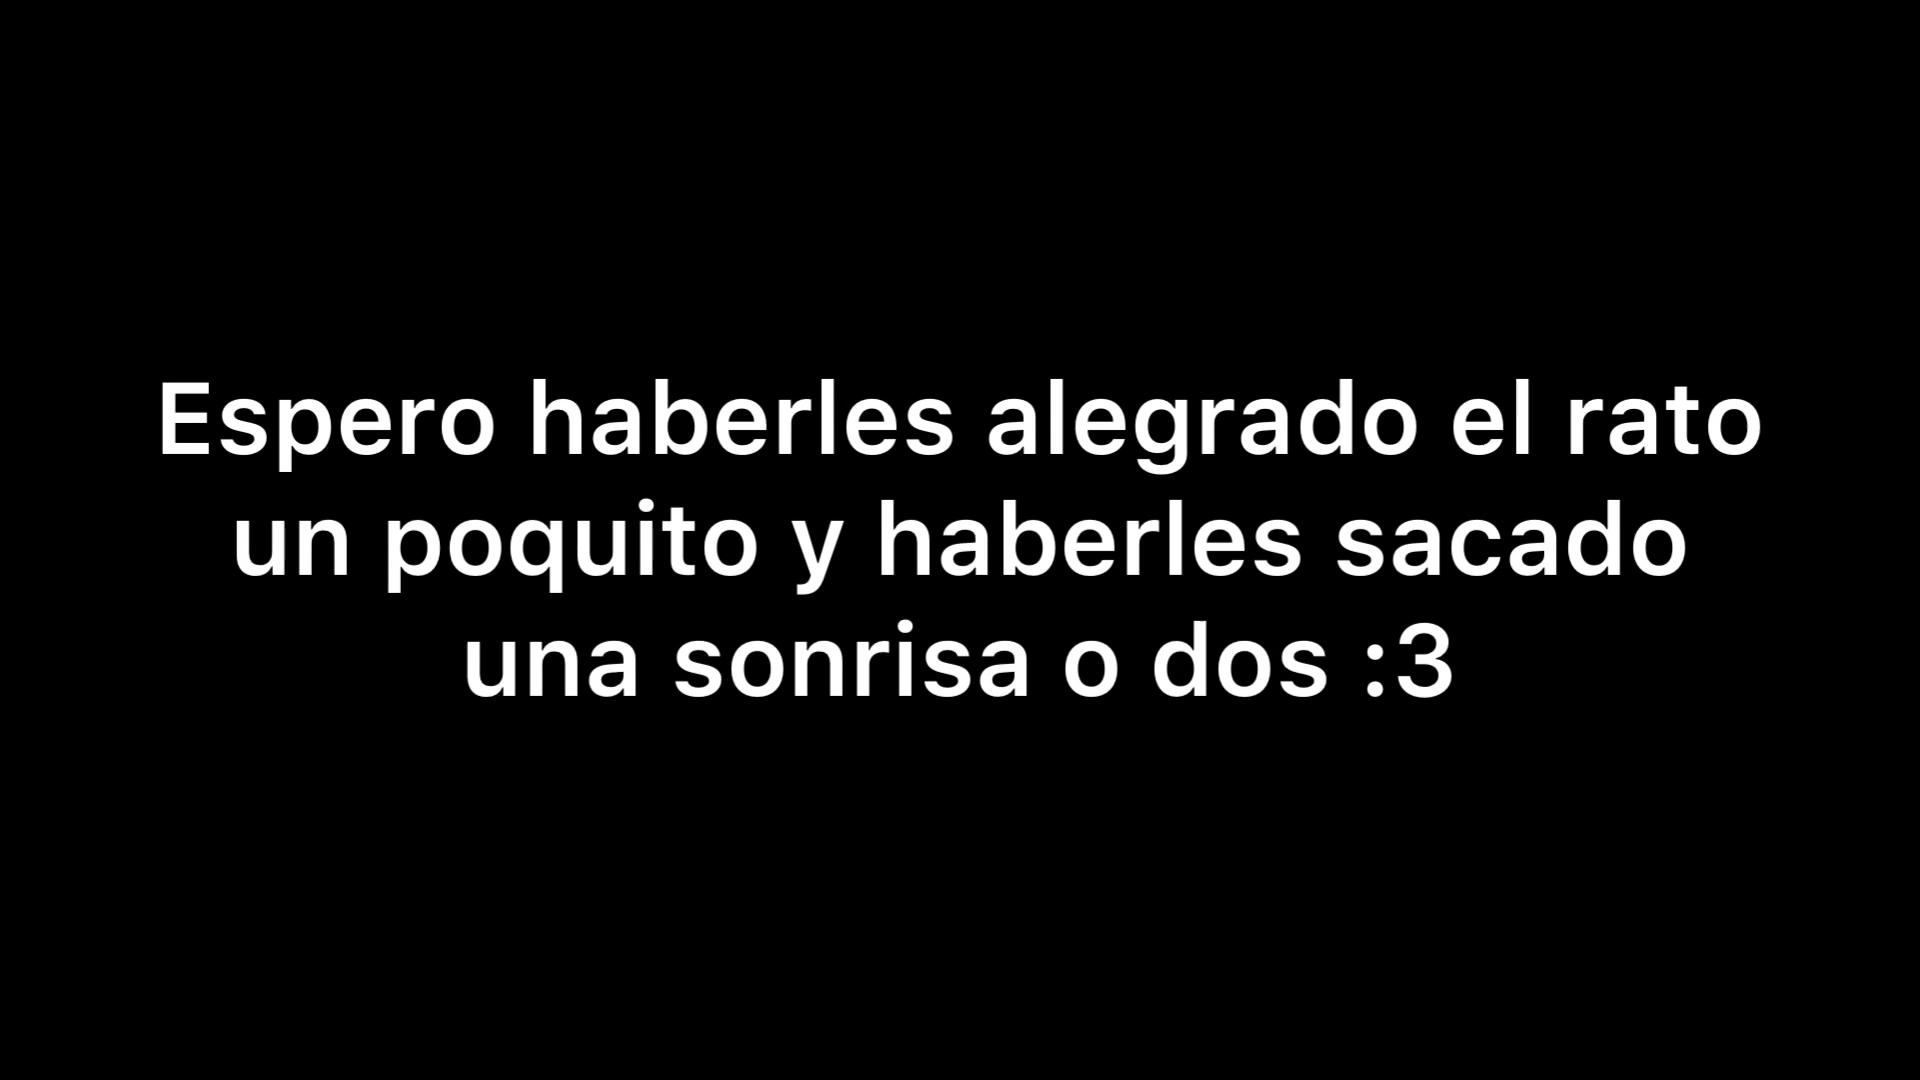 Espero haberles alegrado el rato
un poquito y haberles sacado
una sonrisa o dos :3